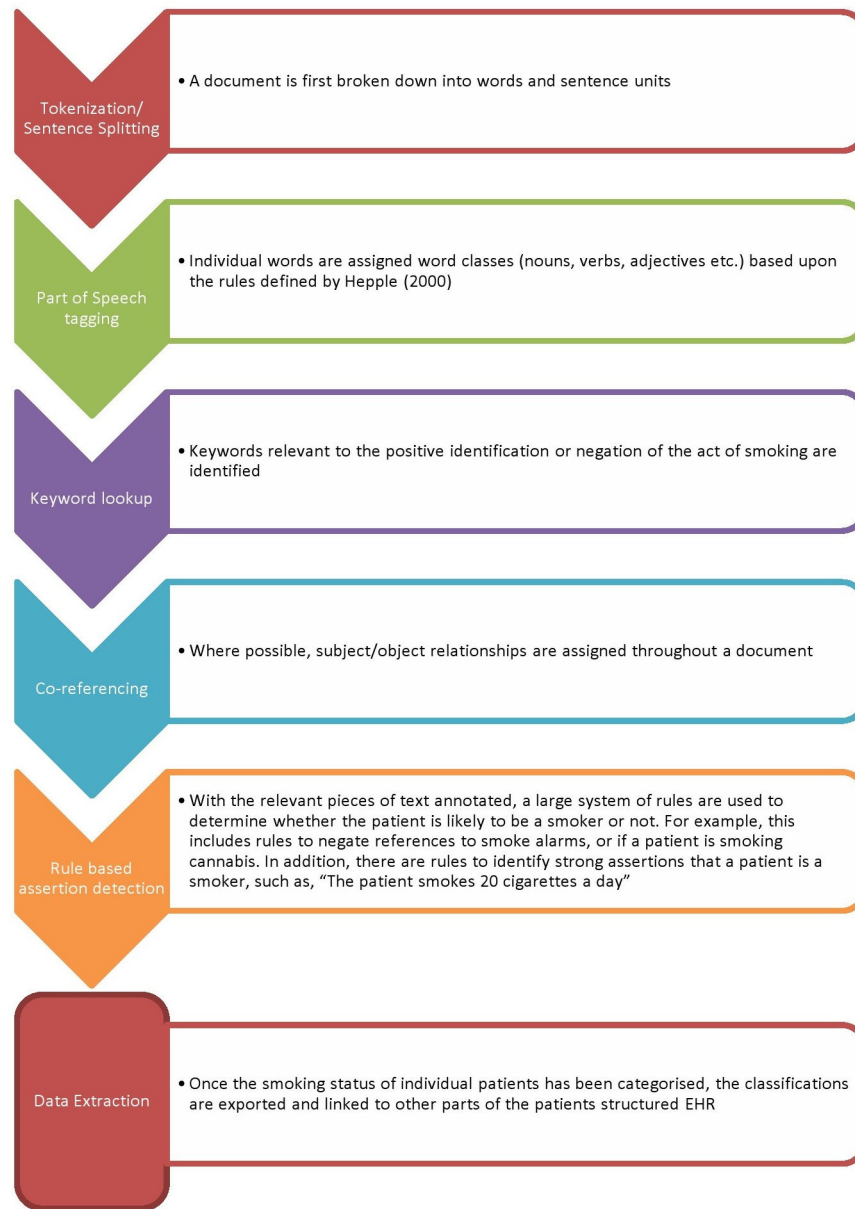 Tokenization/
Sentence Splitting
• A document is first broken down into words and sentence units
Part of Speech
tagging
• Individual words are assigned word classes (nouns, verbs, adjectives etc.) based upon
the rules defined by Hepple (2000)
Keyword lookup
• Keywords relevant to the positive identification or negation of the act of smoking are
identified
Co-referencing
• Where possible, subject/object relationships are assigned throughout a document
Rule based
assertion detection
• With the relevant pieces of text annotated, a large system of rules are used to
determine whether the patient is likely to be a smoker or not. For example, this
includes rules to negate references to smoke alarms, or if a patient is smoking
cannabis. In addition, there are rules to identify strong assertions that a patient is a
smoker, such as, “The patient smokes 20 cigarettes a day”
Data Extraction
• Once the smoking status of individual patients has been categorised, the classifications
are exported and linked to other parts of the patients structured EHR